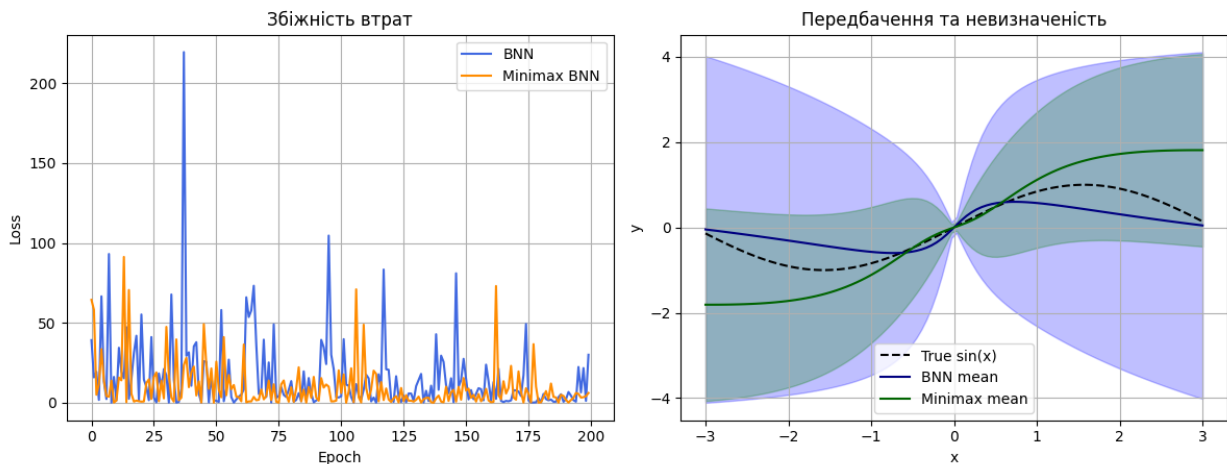 Збіжність втрат
Loss
200
150
100
50
0
0 25 50 75 100 125 150 175 200
Epoch
BNN
Minimax BNN
Передбачення та невизначеність
y
4
2
0
−2
−4
−3 −2 −1 0 1 2 3
x
True sin(x)
BNN mean
Minimax mean